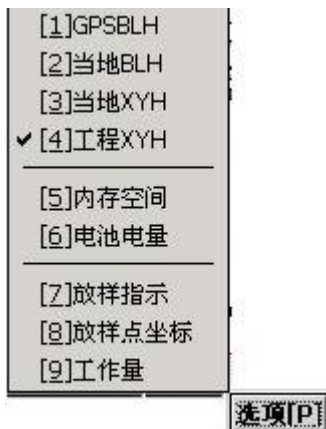 [1]GPSBLH
[2]当地BLH
[3]当地XYH
[4]工程XYH
[5]内存空间
[6]电池电量
[7]放样指示
[8]放样点坐标
[9]工作量
选项[P]